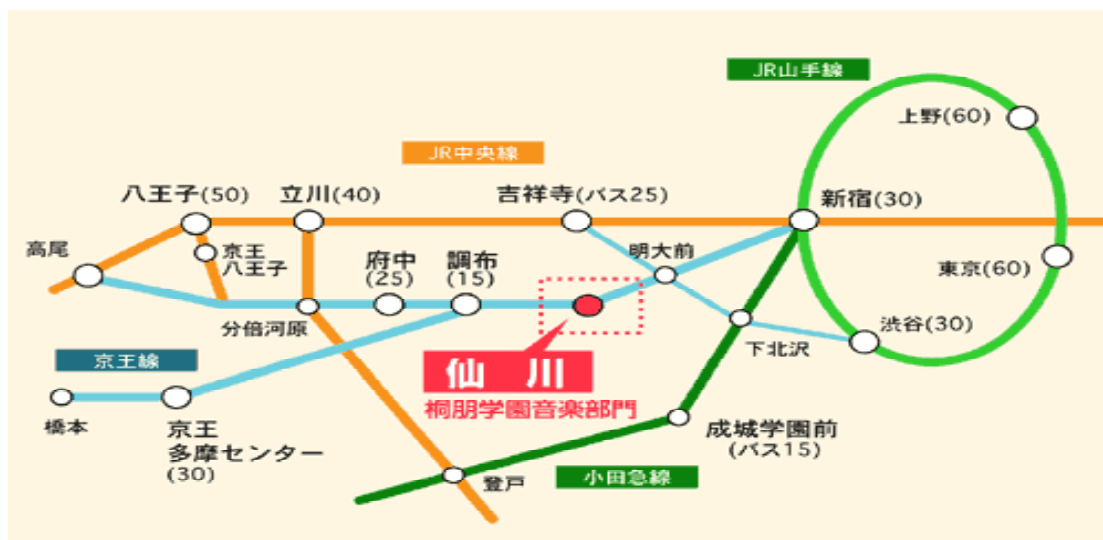 JR山手線
上野(60)
JR中央線
八王子(50)
立川(40)
吉祥寺(バス25)
新宿(30)
高尾
京王
八王子
府中
(25)
調布
(15)
明大前
東京(60)
分倍河原
渋谷(30)
下北沢
京王線
仙 川
桐朋学園音楽部門
橋本
京王
多摩センター
(30)
成城学園前
(バス15)
登戸
小田急線